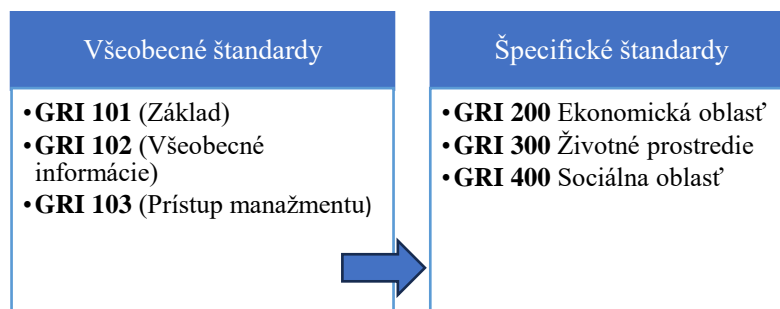 Všeobecné štandardy
•GRI 101 (Základ)
•GRI 102 (Všeobecné
informácie)
•GRI 103 (Prístup manažmentu)
Špecifické štandardy
•GRI 200 Ekonomická oblasť
•GRI 300 Životné prostredie
•GRI 400 Sociálna oblasť